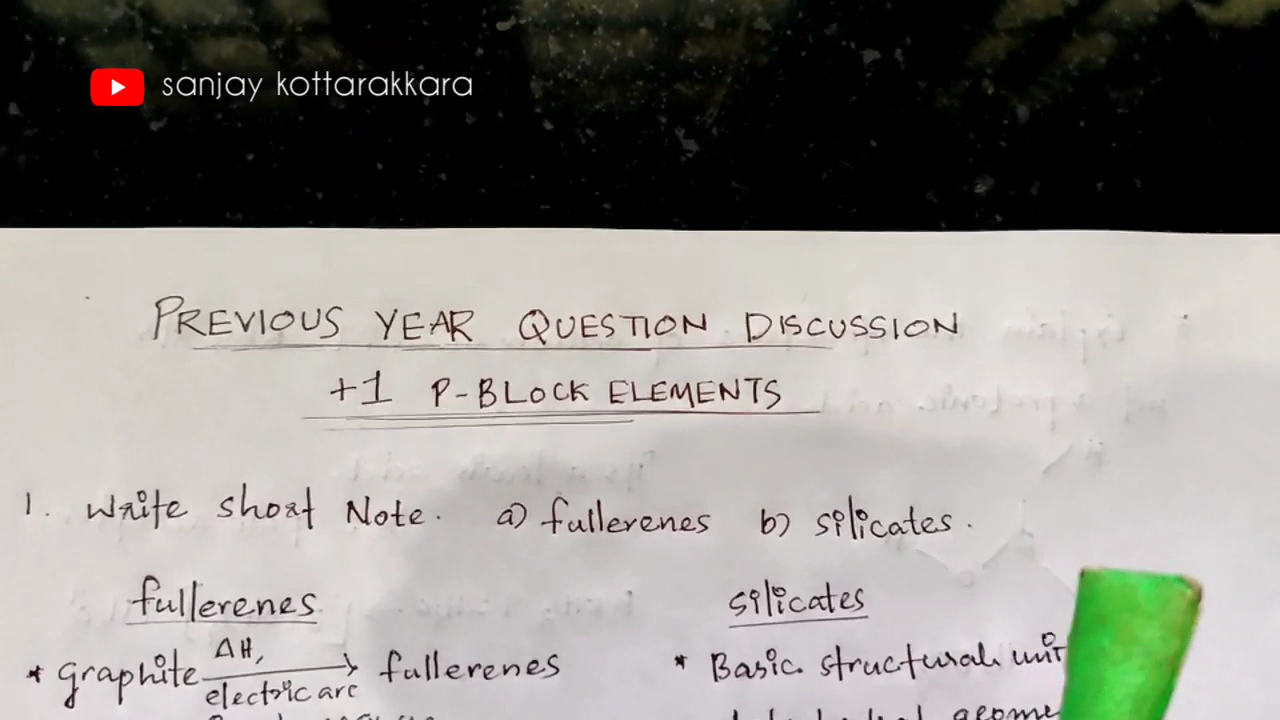 sanjay kottarakkara
PREVIOUS YEAR QUESTION DISCUSSION
+1 P-BLOCK ELEMENTS
1. Write short Note. a) fullerenes b) silicates.
fullerenes
silicates
* Graphite ΔH, electric arc → fullerenes
* Basic structural unit